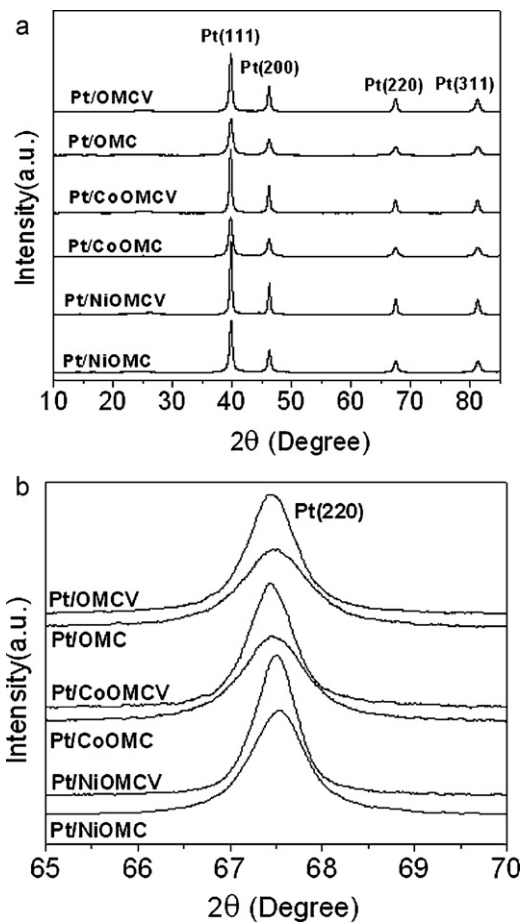 a
Pt(111)
Pt(200)
Pt(220)
Pt(311)
Pt/OMCV
Pt/OMC
Pt/CoOMCV
Pt/CoOMC
Pt/NiOMCV
Pt/NiOMC
Intensity(a.u.)
10 20 30 40 50 60 70 80
2θ (Degree)
b
Pt(220)
Pt/OMCV
Pt/OMC
Pt/CoOMCV
Pt/CoOMC
Pt/NiOMCV
Pt/NiOMC
Intensity(a.u.)
65 66 67 68 69 70
2θ (Degree)